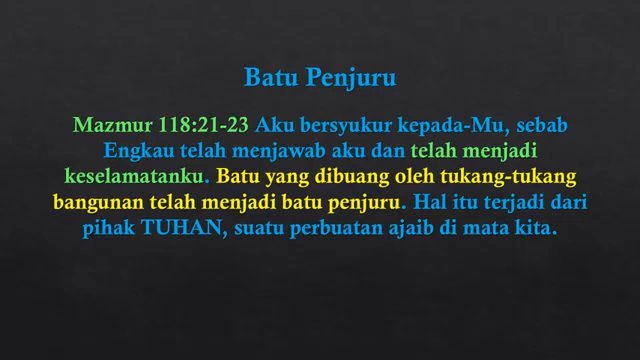 Batu Penjuru
Mazmur 118:21-23 Aku bersyukur kepada-Mu, sebab
Engkau telah menjawab aku dan telah menjadi
keselamatanku. Batu yang dibuang oleh tukang-tukang
bangunan telah menjadi batu penjuru. Hal itu terjadi dari
pihak TUHAN, suatu perbuatan ajaib di mata kita.